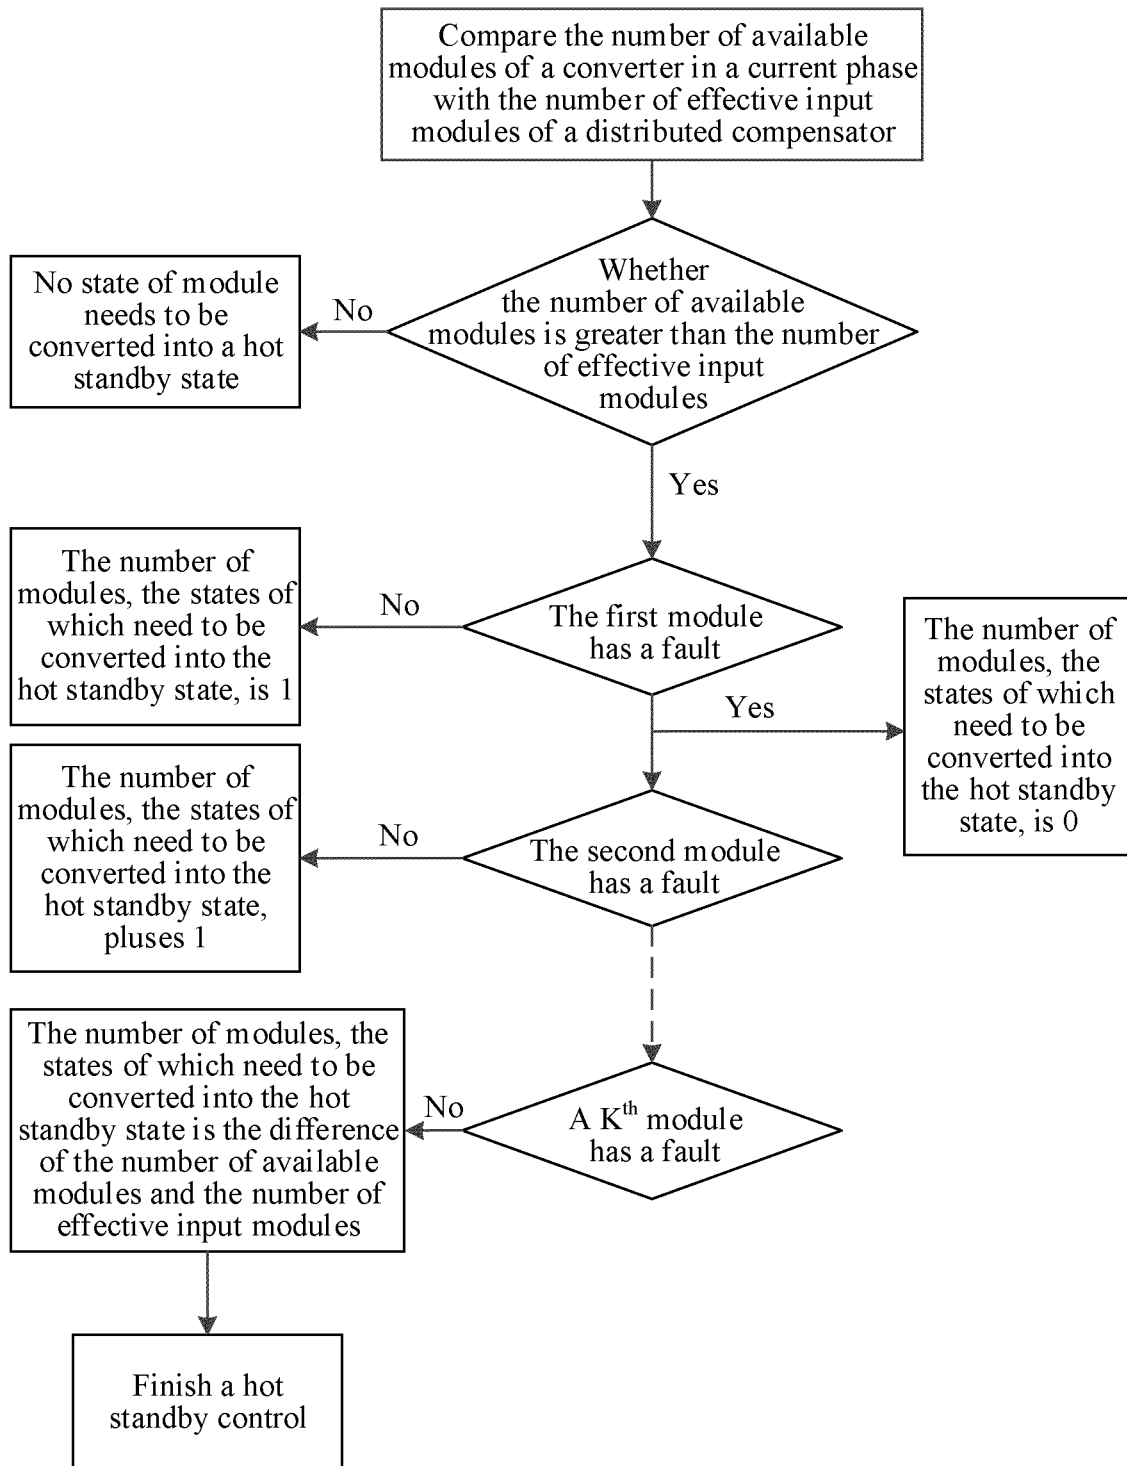 Compare the number of available
modules of a converter in a current phase
with the number of effective input
modules of a distributed compensator
Whether
the number of available
modules is greater than the number
of effective input
modules
No
No state of module
needs to be
converted into a hot
standby state
Yes
The first module
has a fault
No
The number of
modules, the states of
which need to be
converted into the
hot standby state, is 1
Yes
The number of
modules, the
states of which
need to be
converted into
the hot standby
state, is 0
The second module
has a fault
No
The number of
modules, the states of
which need to be
converted into the
hot standby state,
pluses 1
A Kth module
has a fault
No
The number of modules, the
states of which need to be
converted into the hot
standby state is the difference
of the number of available
modules and the number of
effective input modules
Finish a hot
standby control